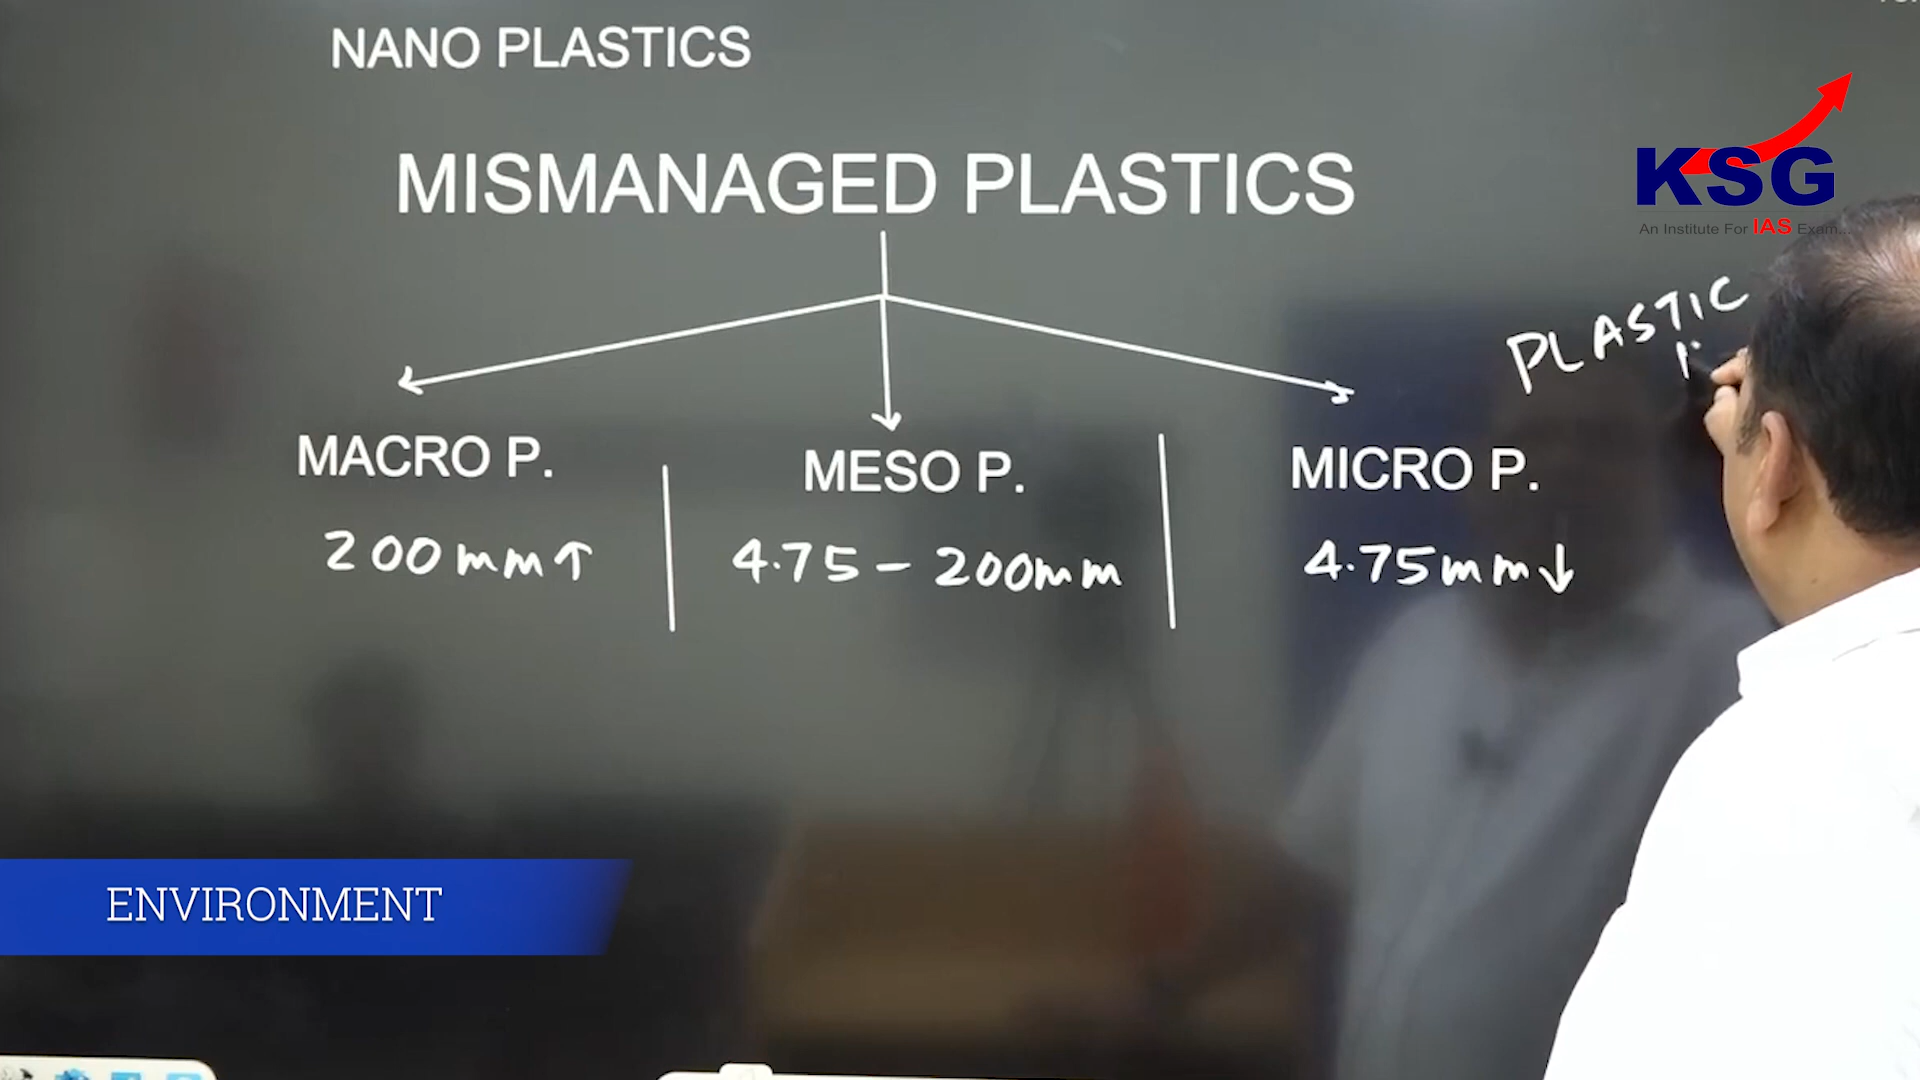 NANO PLASTICS
MISMANAGED PLASTICS
KSG
An Institute For IAS Exam...
PLASTIC
MACRO P.
MESO P.
MICRO P.
200mm↑
4.75 - 200mm
4.75mm↓
ENVIRONMENT